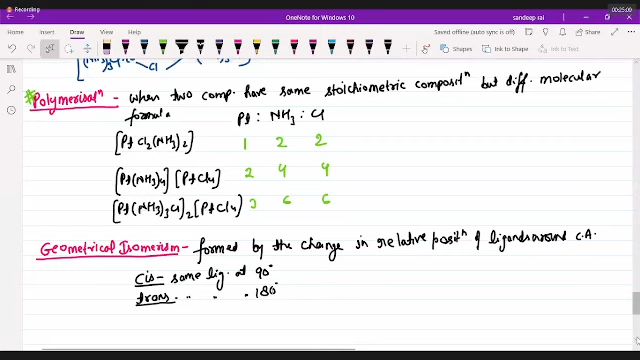 Recording
00:25:09
OneNote for Windows 10
sandeep rai
Home Insert Draw View Help
Saved offline (auto sync is off)
Share
Shapes Ink to Shape
Cl
*Polymerisatⁿ - when two comp. have same stoichiometric compositⁿ but diff. molecular
formula
Pt : NH₃ : Cl
[Pt Cl₂(NH₃)₂] 1 2 2
[Pt(NH₃)₄][PtCl₄] 2 4 4
[Pt(NH₃)₃Cl]₂[PtCl₄] 3 6 6
Geometrical Isomerism - formed by the change in relative positⁿ of ligands around C.A.
Cis - same lig. at 90°
trans " " " 180°